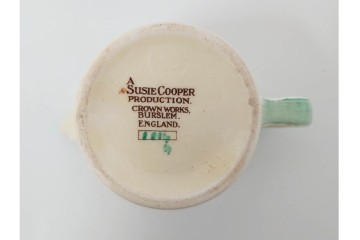 A
SUSIE COOPER
PRODUCTION.
CROWN WORKS,
BURSLEM,
ENGLAND.